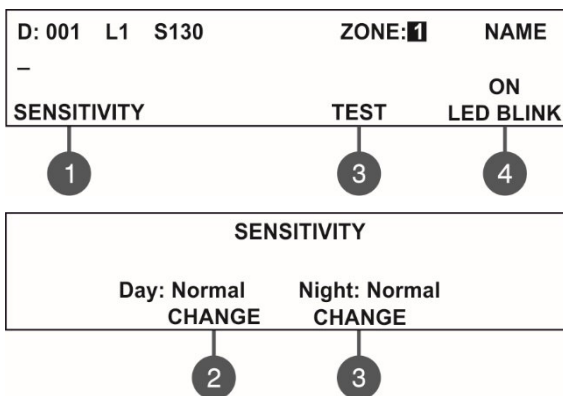 D: 001 L1 S130 ZONE:1 NAME
_
ON
SENSITIVITY TEST LED BLINK
1 3 4
SENSITIVITY
Day: Normal Night: Normal
CHANGE CHANGE
2 3